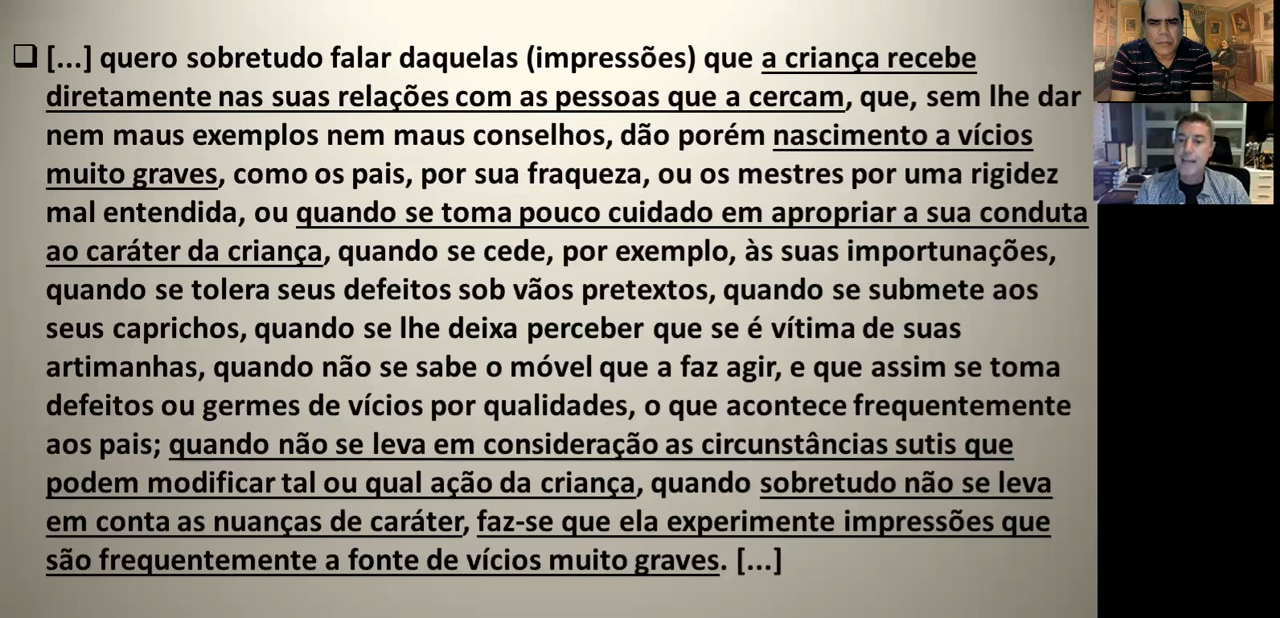 ❑ [...] quero sobretudo falar daquelas (impressões) que a criança recebe
diretamente nas suas relações com as pessoas que a cercam, que, sem lhe dar
nem maus exemplos nem maus conselhos, dão porém nascimento a vícios
muito graves, como os pais, por sua fraqueza, ou os mestres por uma rigidez
mal entendida, ou quando se toma pouco cuidado em apropriar a sua conduta
ao caráter da criança, quando se cede, por exemplo, às suas importunações,
quando se tolera seus defeitos sob vãos pretextos, quando se submete aos
seus caprichos, quando se lhe deixa perceber que se é vítima de suas
artimanhas, quando não se sabe o móvel que a faz agir, e que assim se toma
defeitos ou germes de vícios por qualidades, o que acontece frequentemente
aos pais; quando não se leva em consideração as circunstâncias sutis que
podem modificar tal ou qual ação da criança, quando sobretudo não se leva
em conta as nuanças de caráter, faz-se que ela experimente impressões que
são frequentemente a fonte de vícios muito graves. [...]